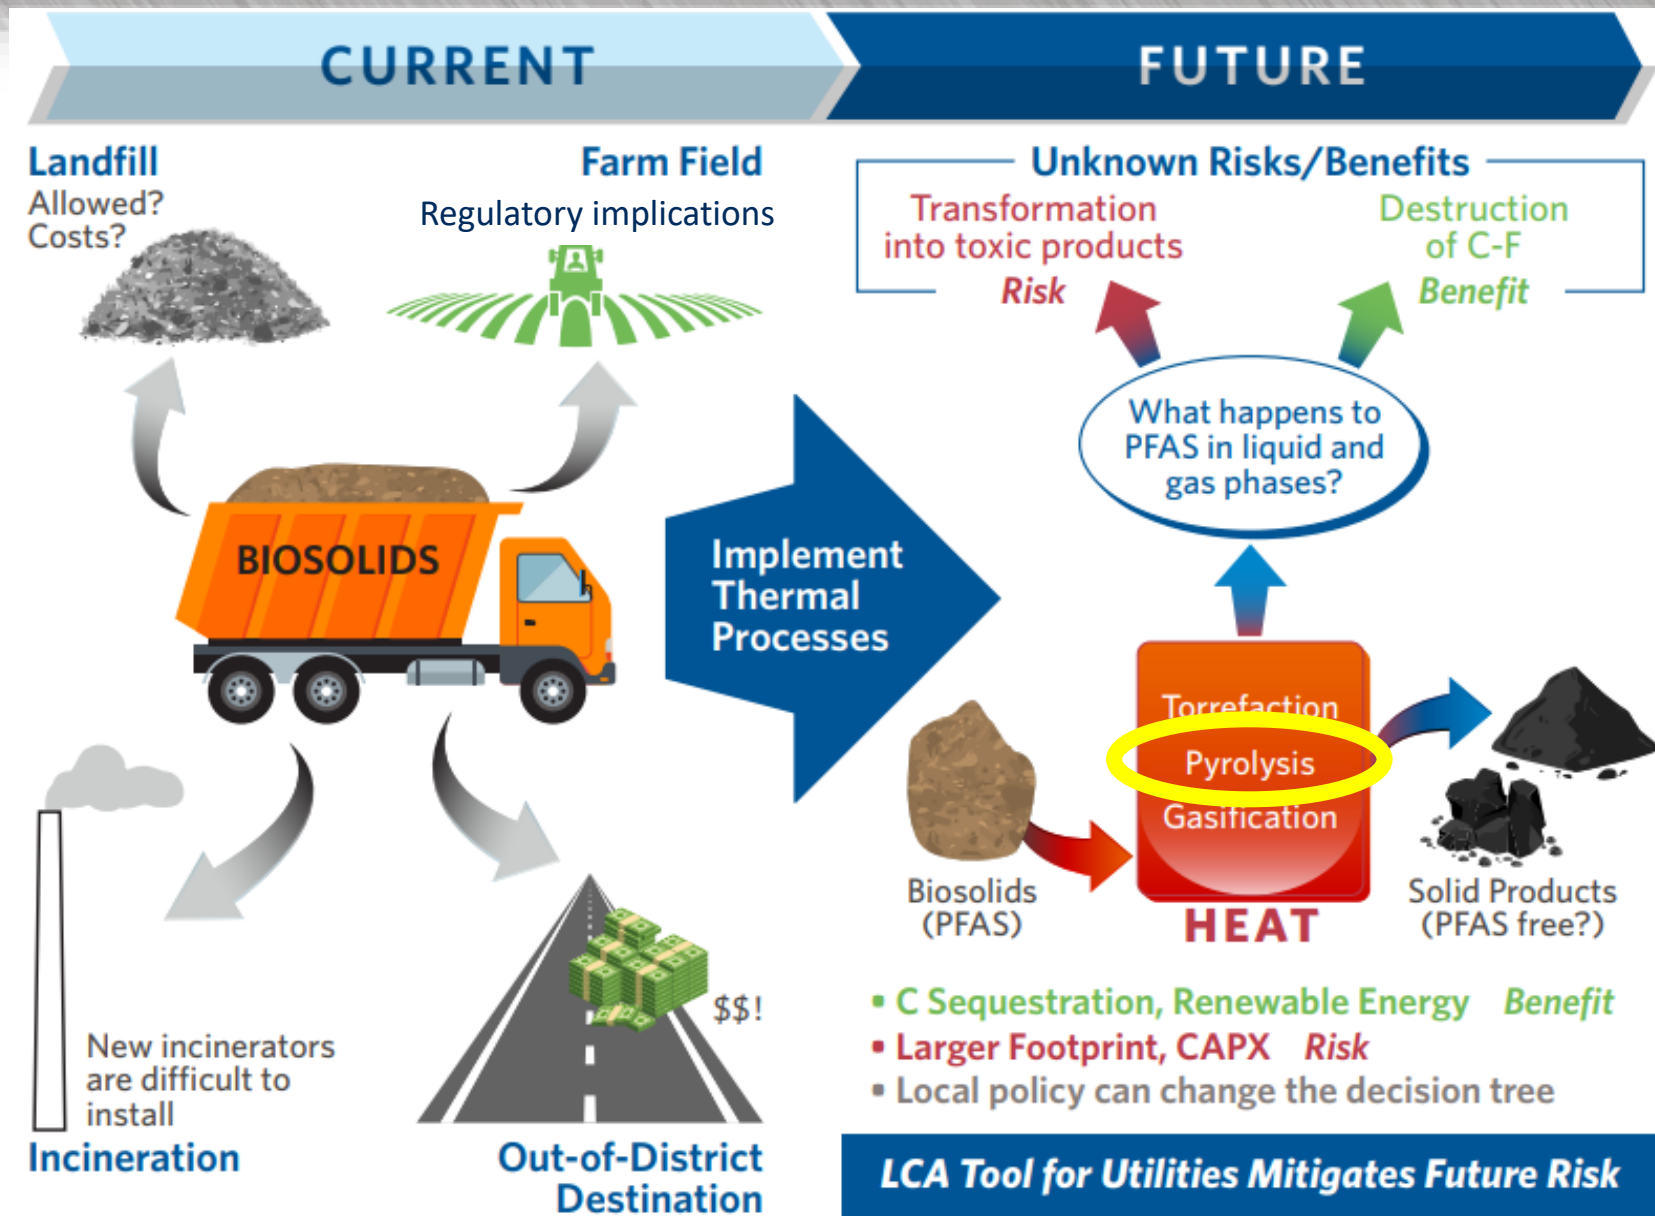 CURRENT
FUTURE
Landfill
Allowed?
Costs?
Farm Field
Regulatory implications
BIOSOLIDS
New incinerators
are difficult to
install
Incineration
$$!
Out-of-District
Destination
Implement
Thermal
Processes
Unknown Risks/Benefits
Transformation
into toxic products
Risk
Destruction
of C-F
Benefit
What happens to
PFAS in liquid and
gas phases?
Torrefaction
Pyrolysis
Gasification
HEAT
Biosolids
(PFAS)
Solid Products
(PFAS free?)
▪ C Sequestration, Renewable Energy Benefit
▪ Larger Footprint, CAPX Risk
▪ Local policy can change the decision tree
LCA Tool for Utilities Mitigates Future Risk